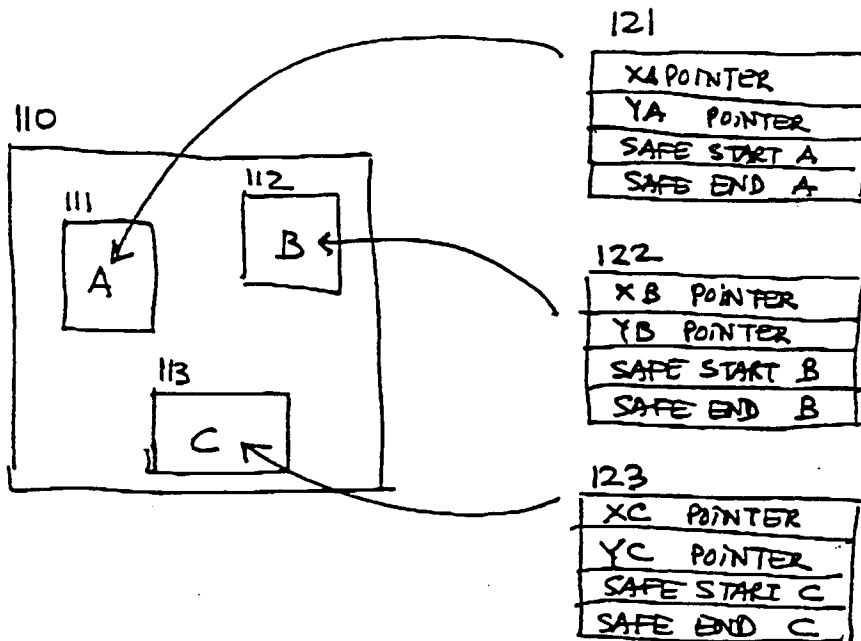 110
111
A
112
B
113
C
121
XA POINTER
YA POINTER
SAFE START A
SAFE END A
122
XB POINTER
YB POINTER
SAFE START B
SAFE END B
123
XC POINTER
YC POINTER
SAFE START C
SAFE END C